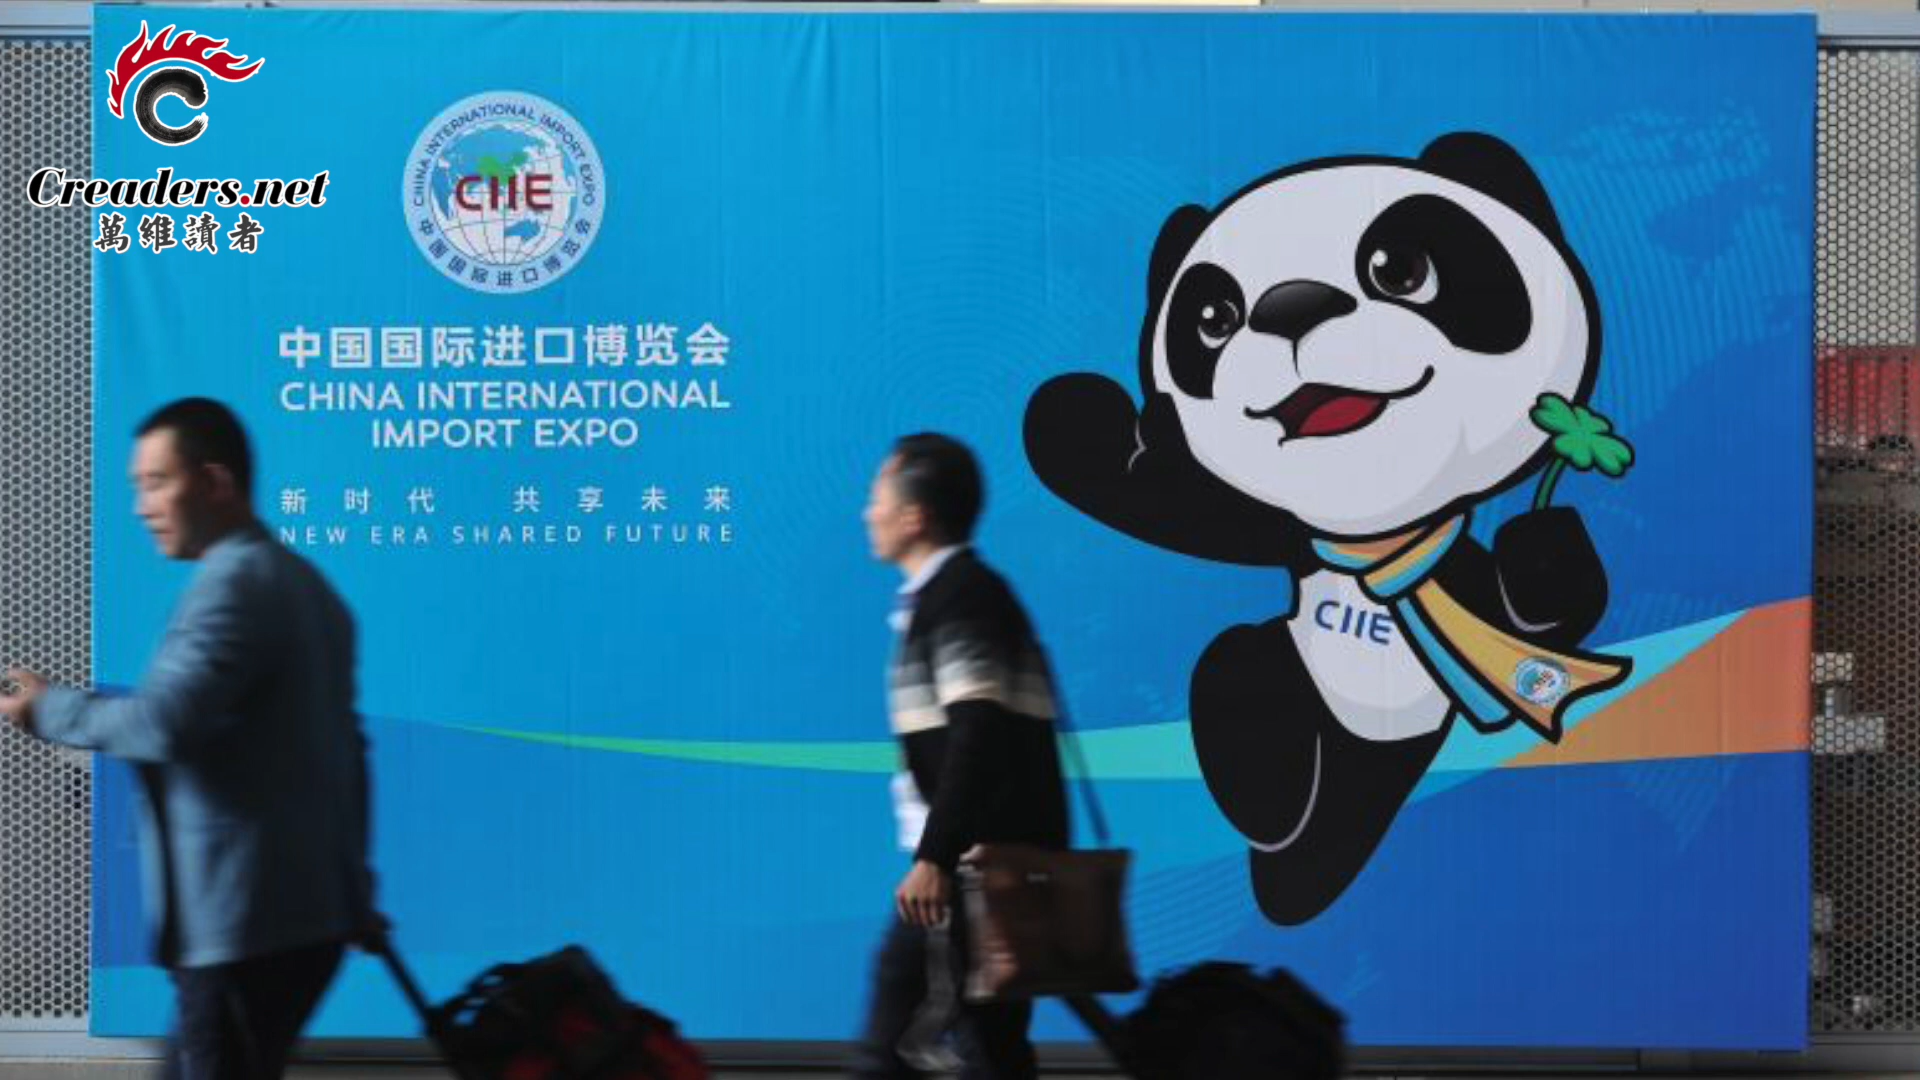 Creaders.net
萬維讀者
CHINA INTERNATIONAL IMPORT EXPO
CIIE
中国国际进口博览会
中国国际进口博览会
CHINA INTERNATIONAL
IMPORT EXPO
新时代 共享未来
NEW ERA SHARED FUTURE
CIIE